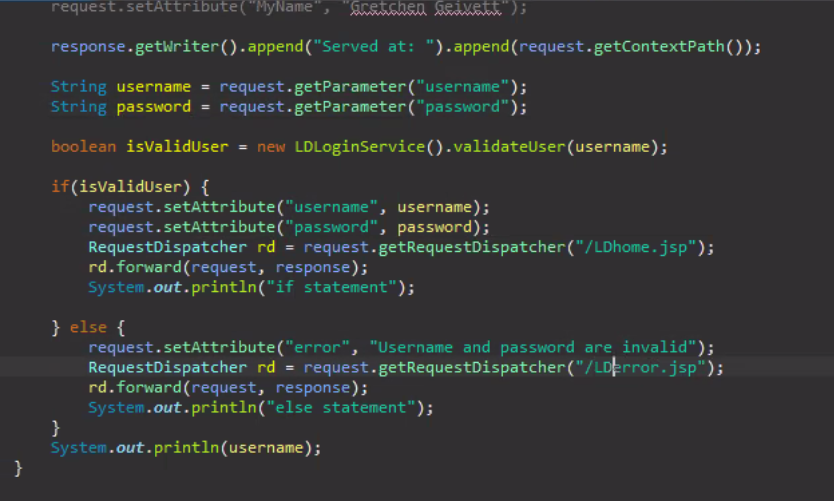 request.setAttribute("MyName", "Gretchen Geivett");
response.getWriter().append("Served at: ").append(request.getContextPath());
String username = request.getParameter("username");
String password = request.getParameter("password");
boolean isValidUser = new LDLoginService().validateUser(username);
if(isValidUser) {
request.setAttribute("username", username);
request.setAttribute("password", password);
RequestDispatcher rd = request.getRequestDispatcher("/LDhome.jsp");
rd.forward(request, response);
System.out.println("if statement");
} else {
request.setAttribute("error", "Username and password are invalid");
RequestDispatcher rd = request.getRequestDispatcher("/LDerror.jsp");
rd.forward(request, response);
System.out.println("else statement");
}
System.out.println(username);
}